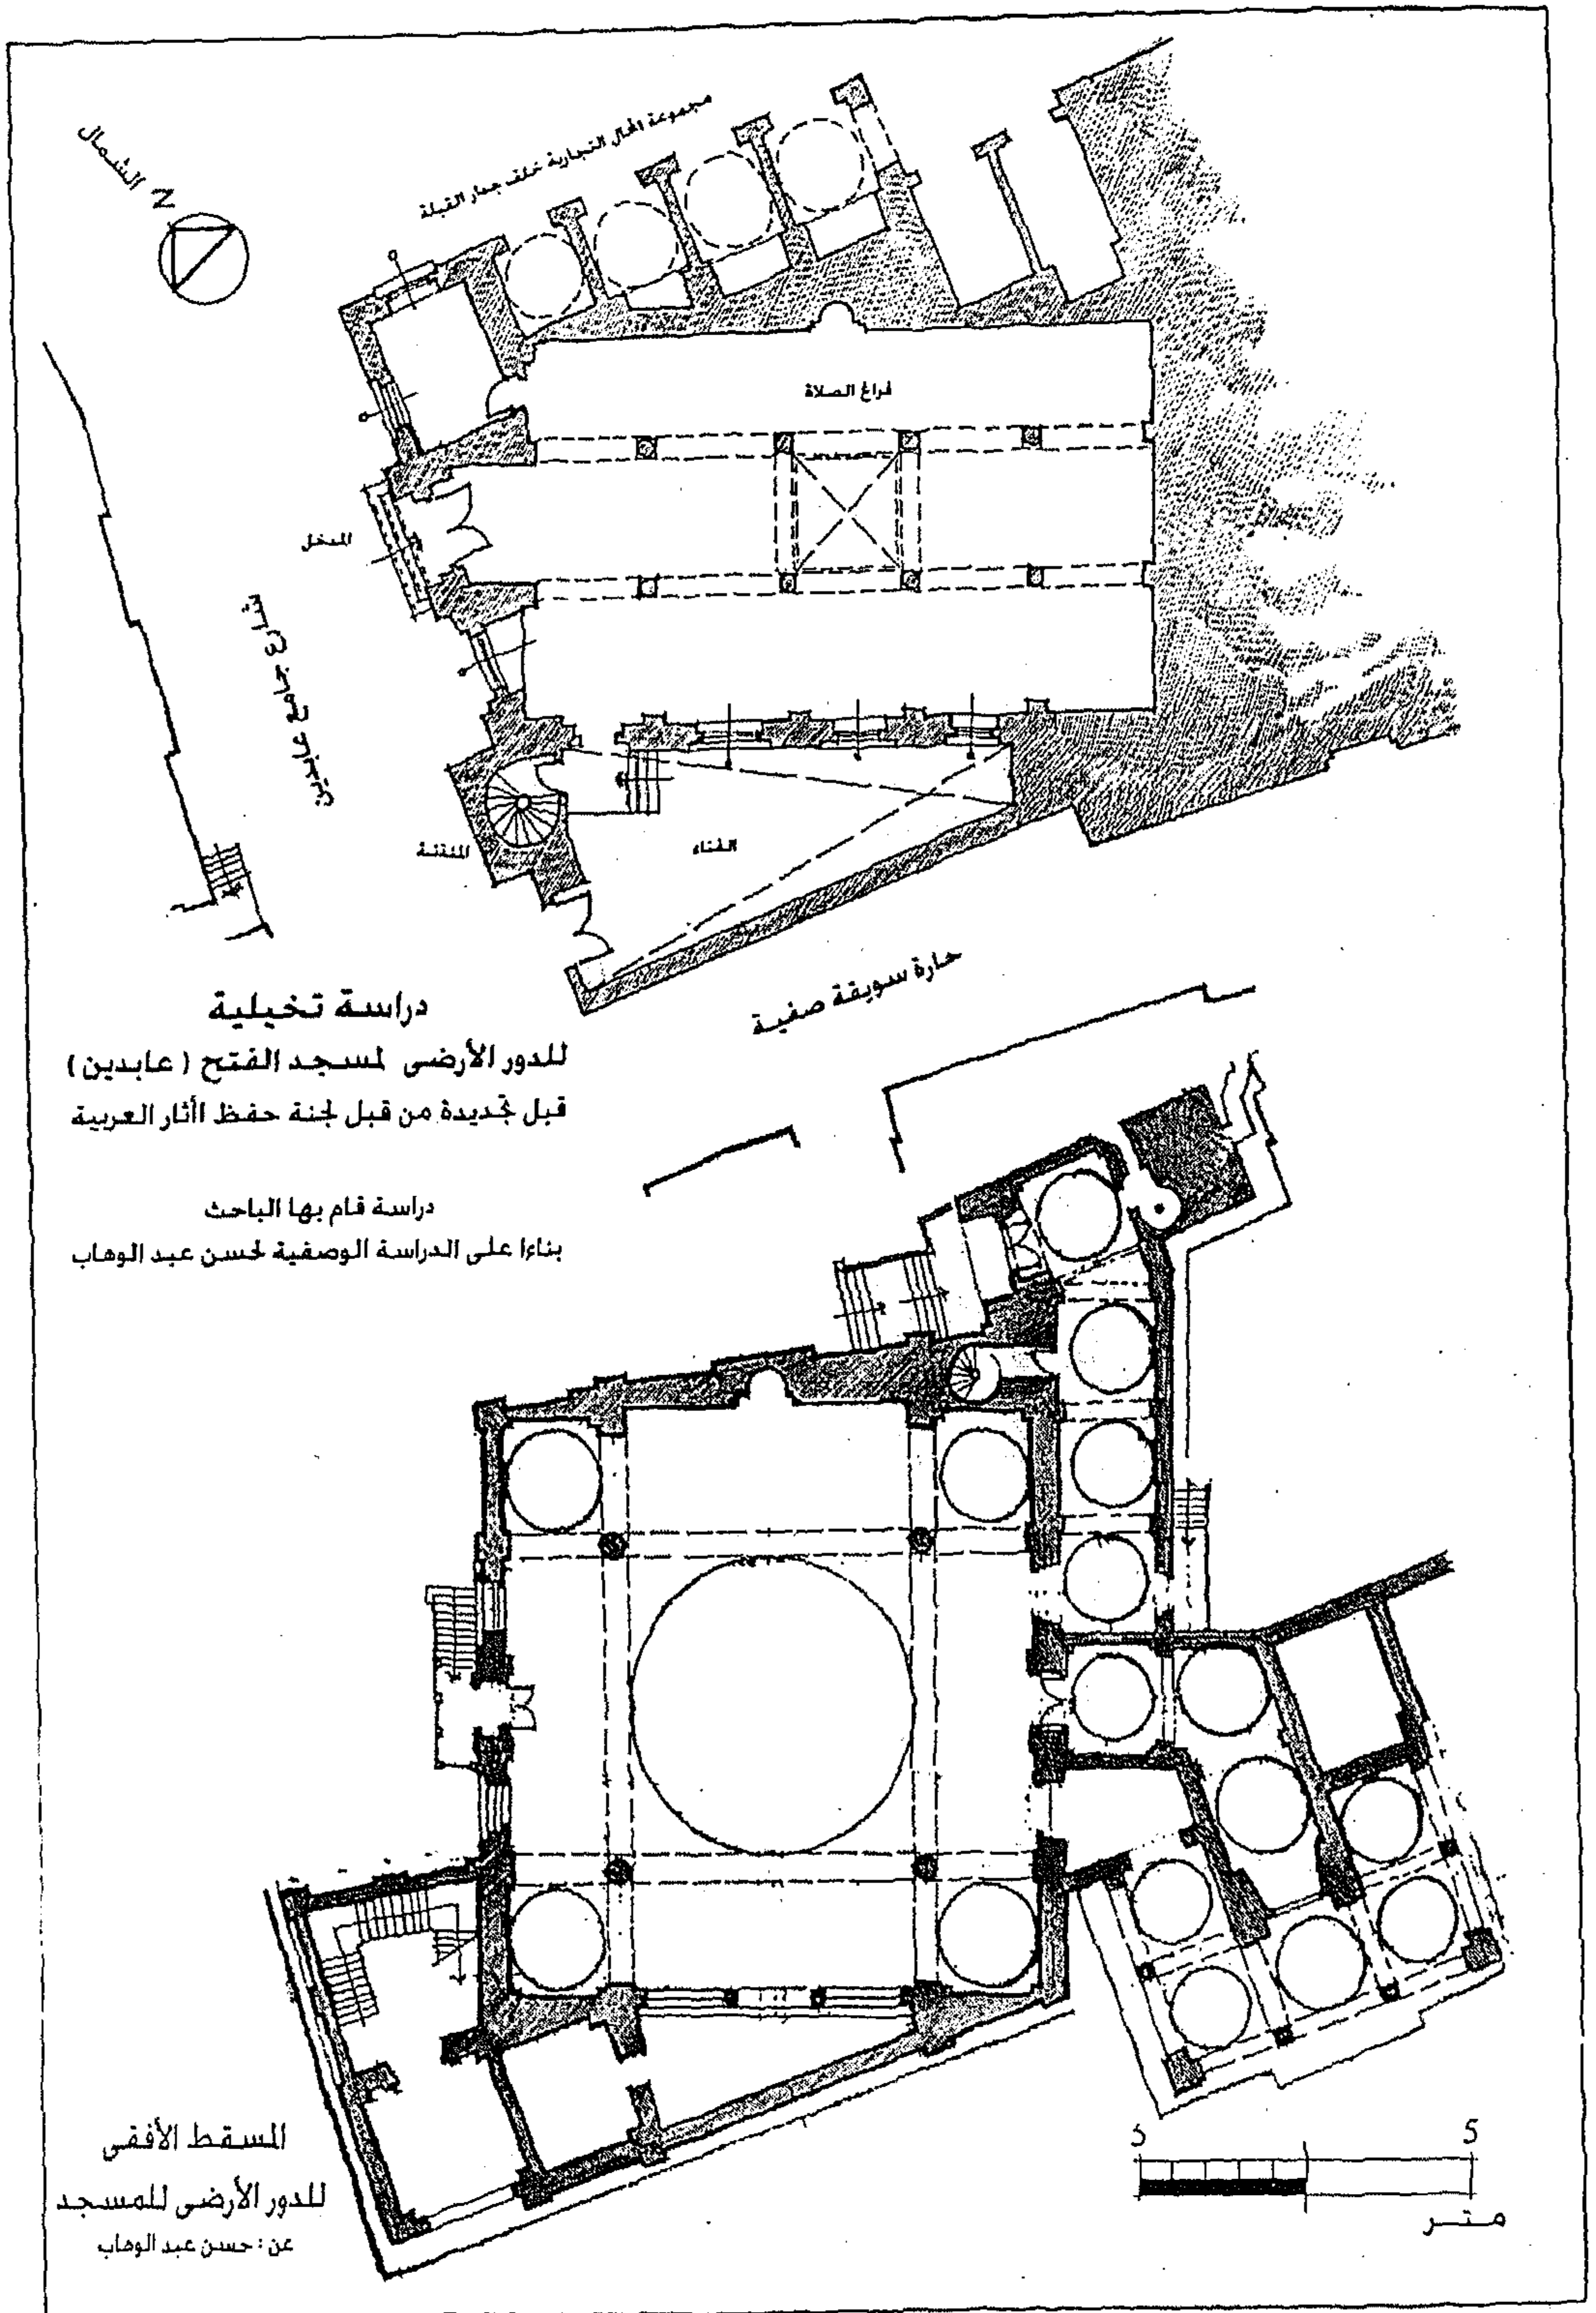 مجموعة المحال التجارية خلف جدار القبلة
الشمال
N
فراغ الصلاة
المدخل
شارع جامع عابدين
المئذنة
الفناء
حارة سويقة صفية
دراسة تخيلية
للدور الأرضى لمسجد الفتح (عابدين)
قبل تجديدة من قبل لجنة حفظ اأثار العربية
دراسة قام بها الباحث
بناءا على الدراسة الوصفية لحسن عبد الوهاب
المسقط الأفقى
للدور الأرضى للمسجد
عن : حسن عبد الوهاب
5 5
متر